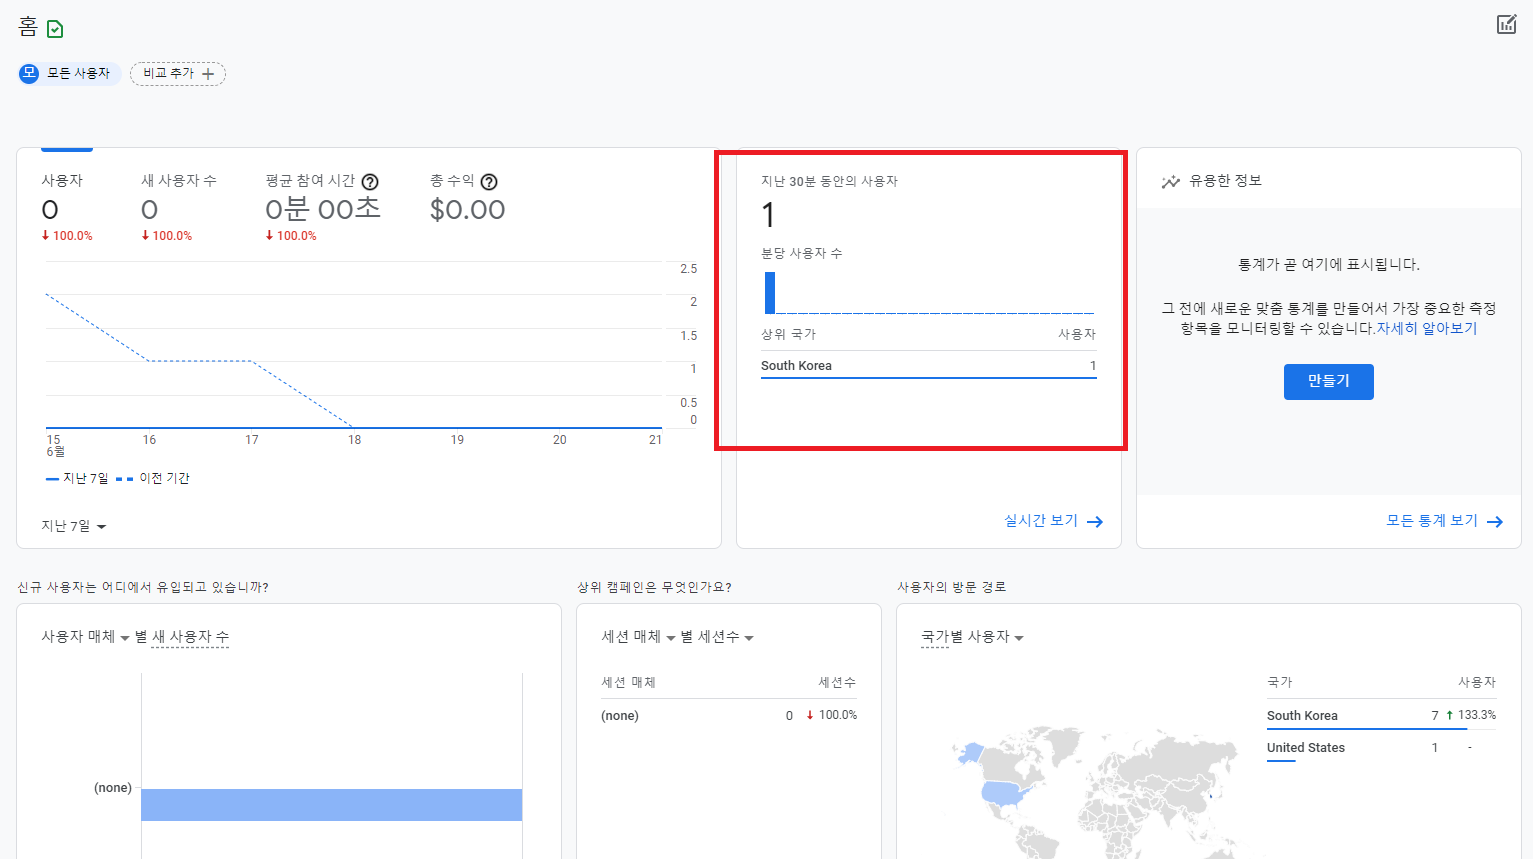 홈
모 모든 사용자
비교 추가
사용자
0
100.0%
새 사용자 수
0
100.0%
평균 참여 시간
0분 00초
100.0%
총 수익
$0.00
2.5
2
1.5
1
0.5
0
15 16 17 18 19 20 21
6월
지난 7일 이전 기간
지난 7일
지난 30분 동안의 사용자
1
분당 사용자 수
상위 국가 사용자
South Korea 1
실시간 보기
유용한 정보
통계가 곧 여기에 표시됩니다.
그 전에 새로운 맞춤 통계를 만들어서 가장 중요한 측정
항목을 모니터링할 수 있습니다.자세히 알아보기
만들기
모든 통계 보기
신규 사용자는 어디에서 유입되고 있습니까?
사용자 매체 별 새 사용자 수
(none)
상위 캠페인은 무엇인가요?
세션 매체 별 세션수
세션 매체 세션수
(none) 0 100.0%
사용자의 방문 경로
국가별 사용자
국가 사용자
South Korea 7 133.3%
United States 1 -